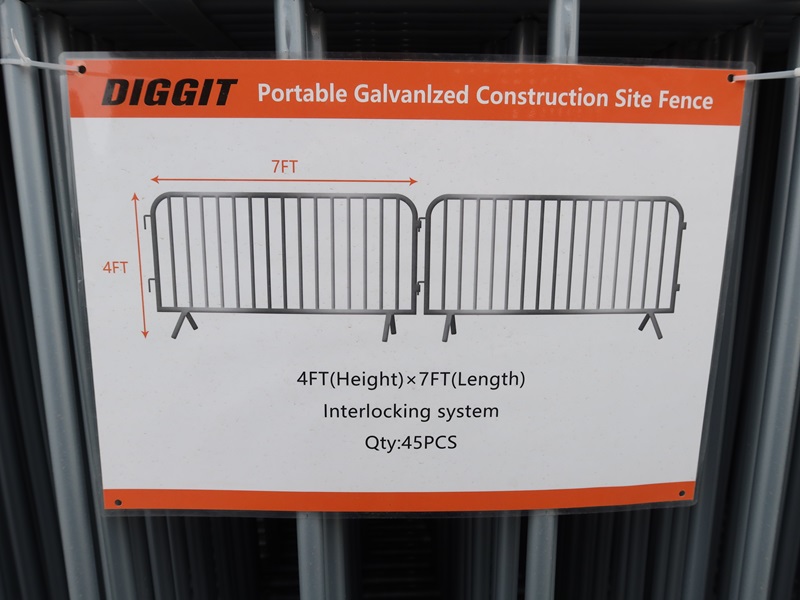 DIGGIT Portable Galvanlzed Construction Site Fence
7FT
4FT
4FT(Height)×7FT(Length)
Interlocking system
Qty:45PCS